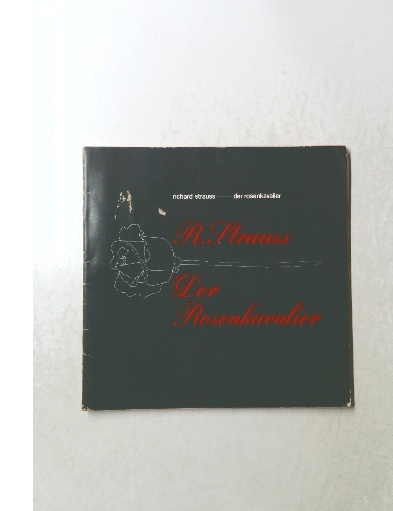 richard strauss —— der rosenkavalier
R. Strauss
Der
Rosenkavalier